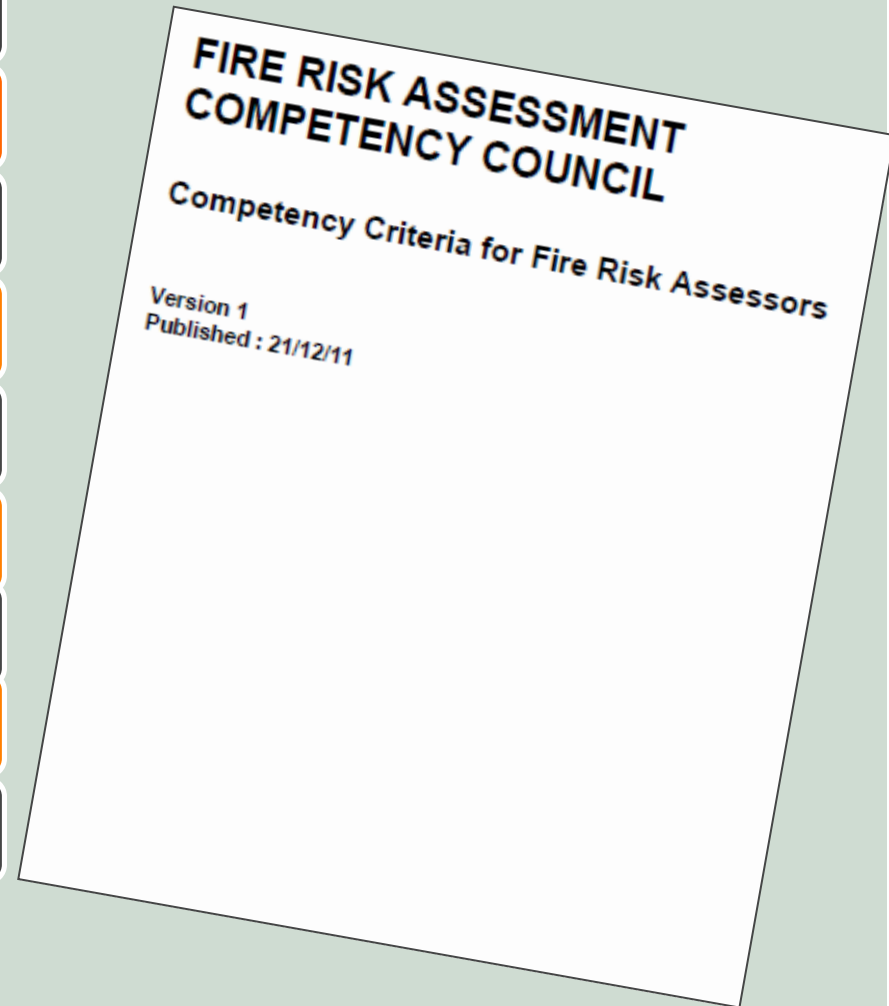 FIRE RISK ASSESSMENT
COMPETENCY COUNCIL
Competency Criteria for Fire Risk Assessors
Version 1
Published : 21/12/11